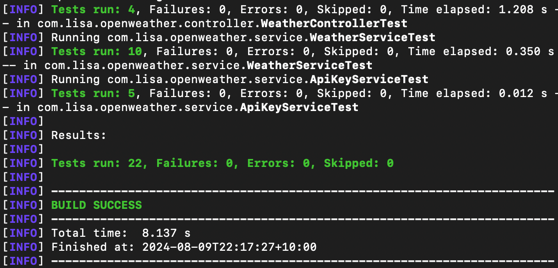 [INFO] Tests run: 4, Failures: 0, Errors: 0, Skipped: 0, Time elapsed: 1.208 s -
- in com.lisa.openweather.controller.WeatherControllerTest
[INFO] Running com.lisa.openweather.service.WeatherServiceTest
[INFO] Tests run: 10, Failures: 0, Errors: 0, Skipped: 0, Time elapsed: 0.350 s
-- in com.lisa.openweather.service.WeatherServiceTest
[INFO] Running com.lisa.openweather.service.ApiKeyServiceTest
[INFO] Tests run: 5, Failures: 0, Errors: 0, Skipped: 0, Time elapsed: 0.012 s -
- in com.lisa.openweather.service.ApiKeyServiceTest
[INFO]
[INFO] Results:
[INFO]
[INFO] Tests run: 22, Failures: 0, Errors: 0, Skipped: 0
[INFO]
[INFO] ------------------------------------------------------------------------
[INFO] BUILD SUCCESS
[INFO] ------------------------------------------------------------------------
[INFO] Total time:  8.137 s
[INFO] Finished at: 2024-08-09T22:17:27+10:00
[INFO] ------------------------------------------------------------------------